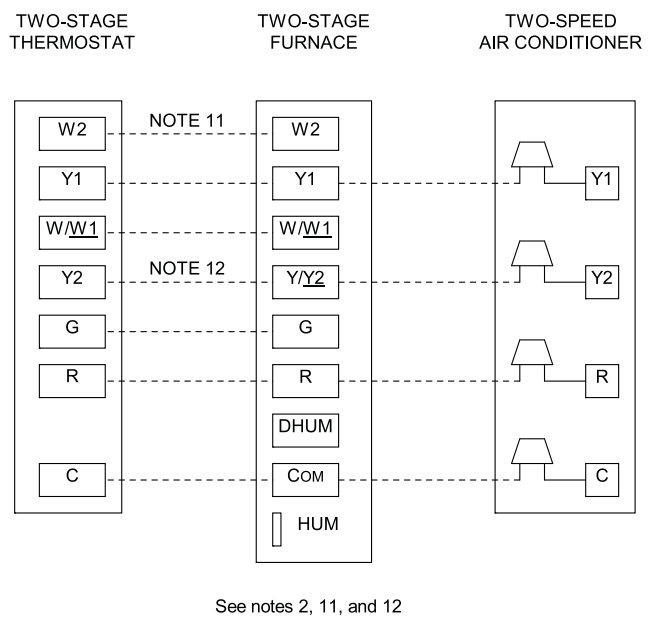 TWO-STAGE
THERMOSTAT
TWO-STAGE
FURNACE
TWO-SPEED
AIR CONDITIONER
W2
NOTE 11
W2
Y1
Y1
Y1
W/W1
W/W1
Y2
NOTE 12
Y/Y2
Y2
G
G
R
R
R
DHUM
C
COM
C
HUM
See notes 2, 11, and 12